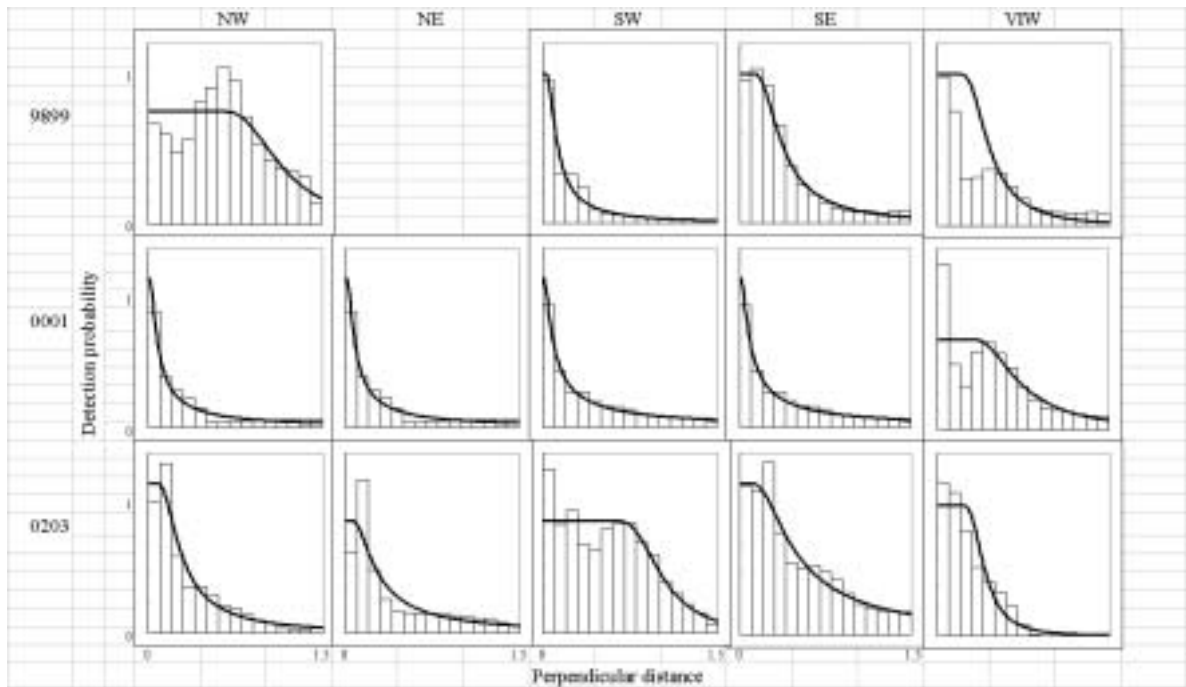 NW NE SW SE VIW
1
9899
0
Detection probability
1
0001
0
1
0203
0
0 1.5 0 1.5 0 1.5 0 1.5
Perpendicular distance